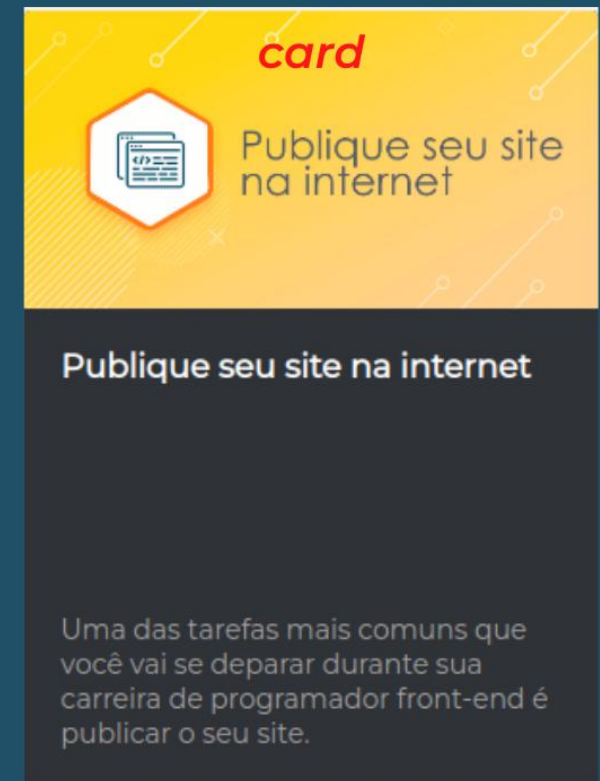 card
Publique seu site
na internet
Publique seu site na internet
Uma das tarefas mais comuns que
você vai se deparar durante sua
carreira de programador front-end é
publicar o seu site.